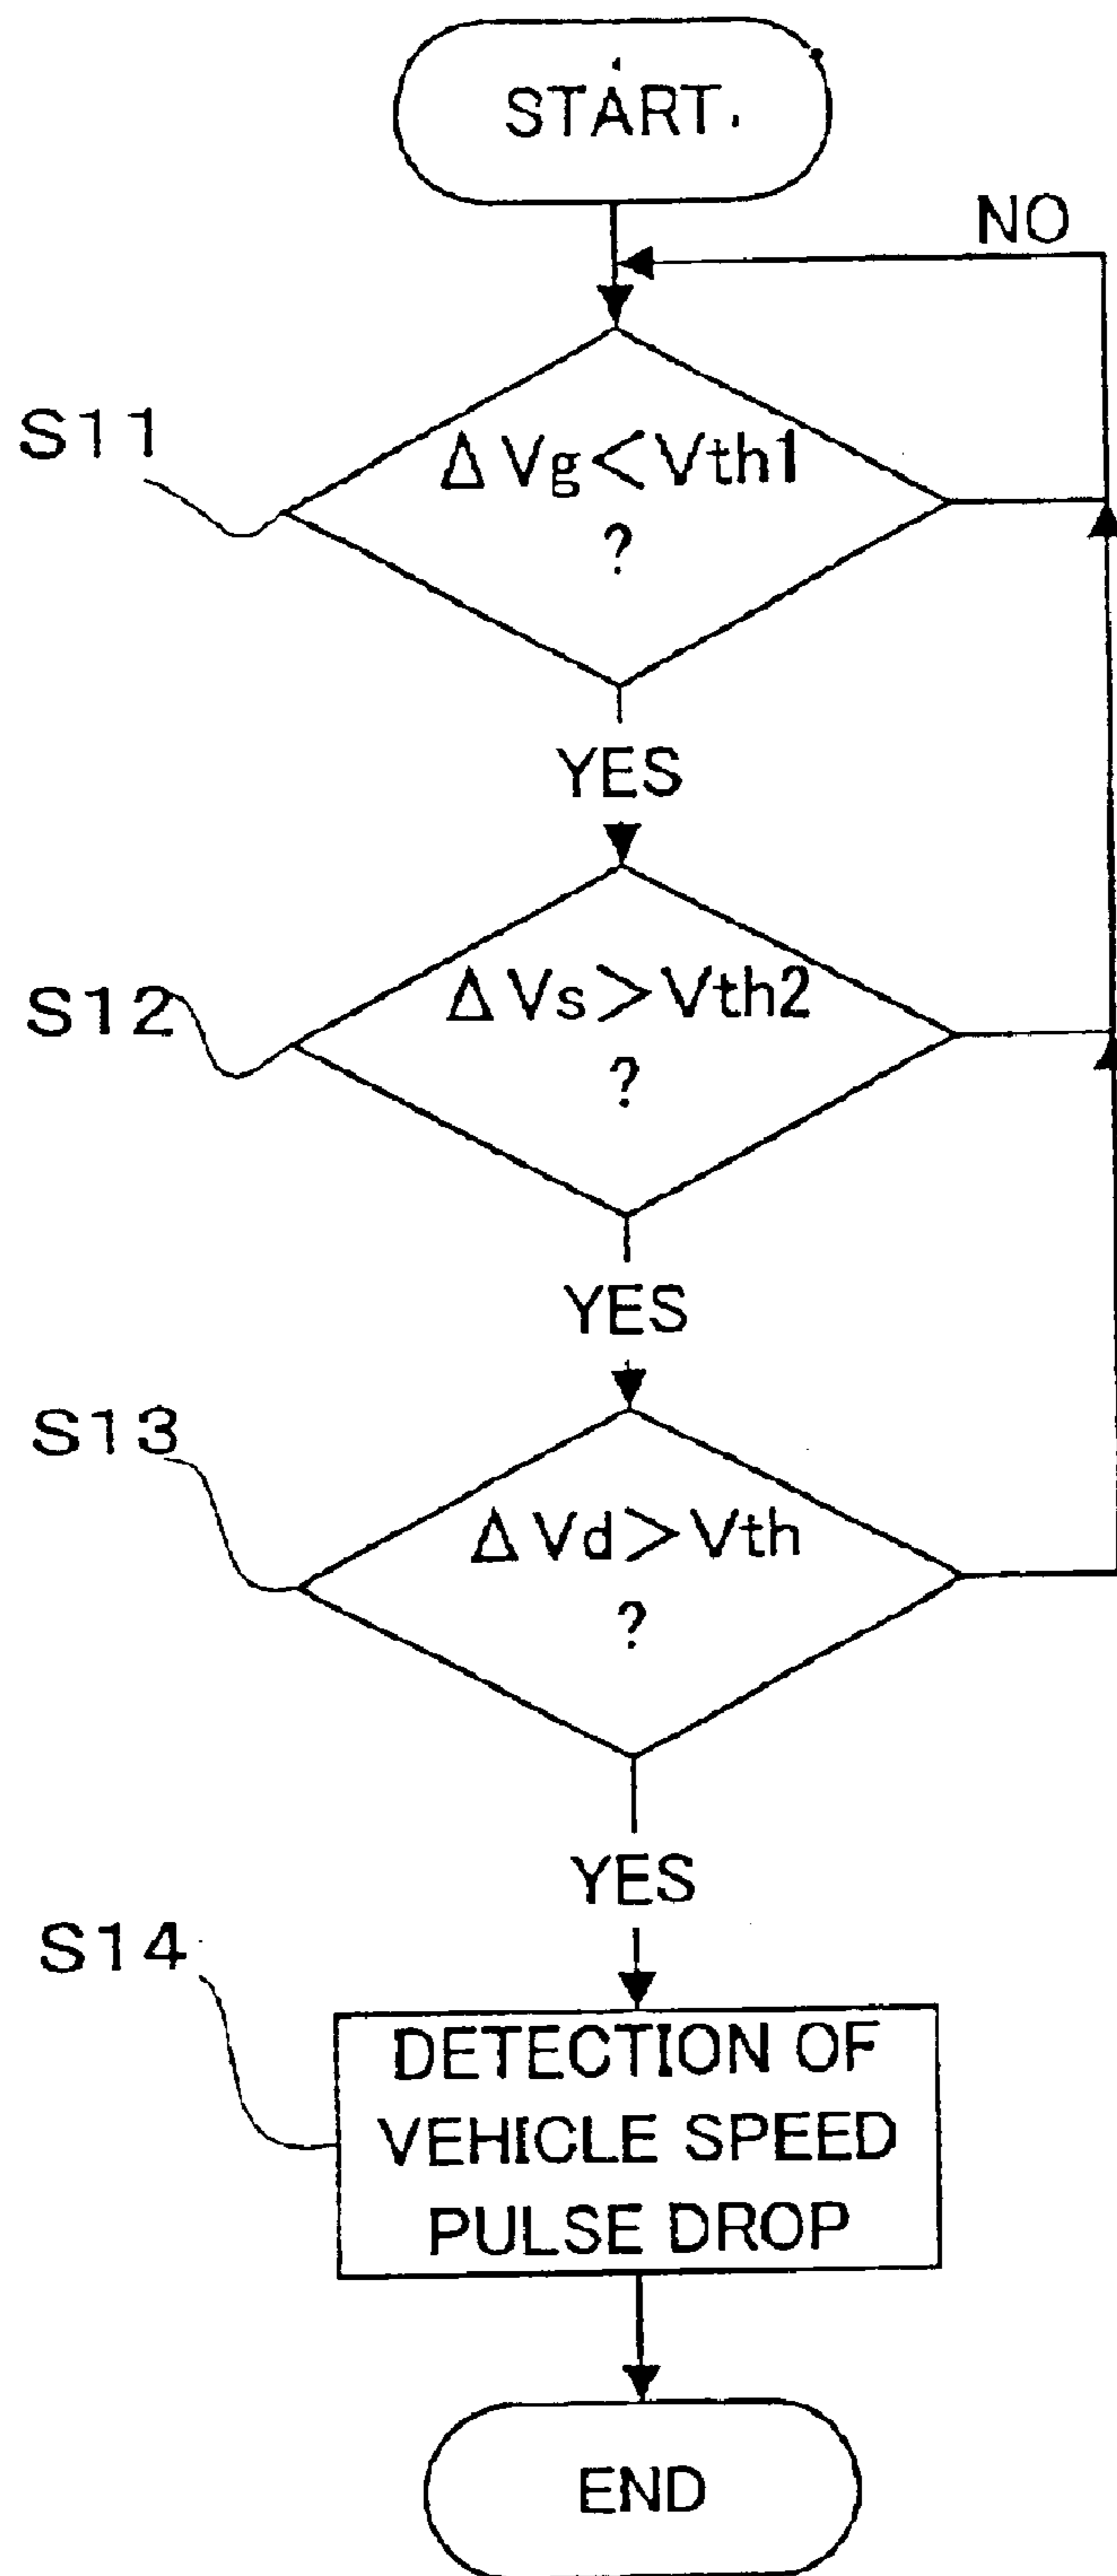 START
NO
S11
ΔVg<Vth1
?
YES
S12
ΔVs>Vth2
?
YES
S13
ΔVd>Vth
?
YES
S14
DETECTION OF
VEHICLE SPEED
PULSE DROP
END